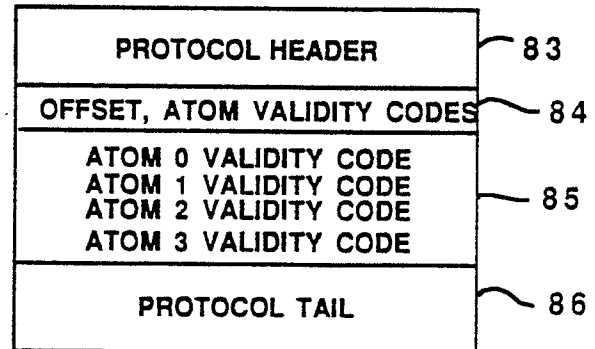 PROTOCOL HEADER 83
OFFSET, ATOM VALIDITY CODES 84
ATOM 0 VALIDITY CODE
ATOM 1 VALIDITY CODE
ATOM 2 VALIDITY CODE 85
ATOM 3 VALIDITY CODE
PROTOCOL TAIL 86